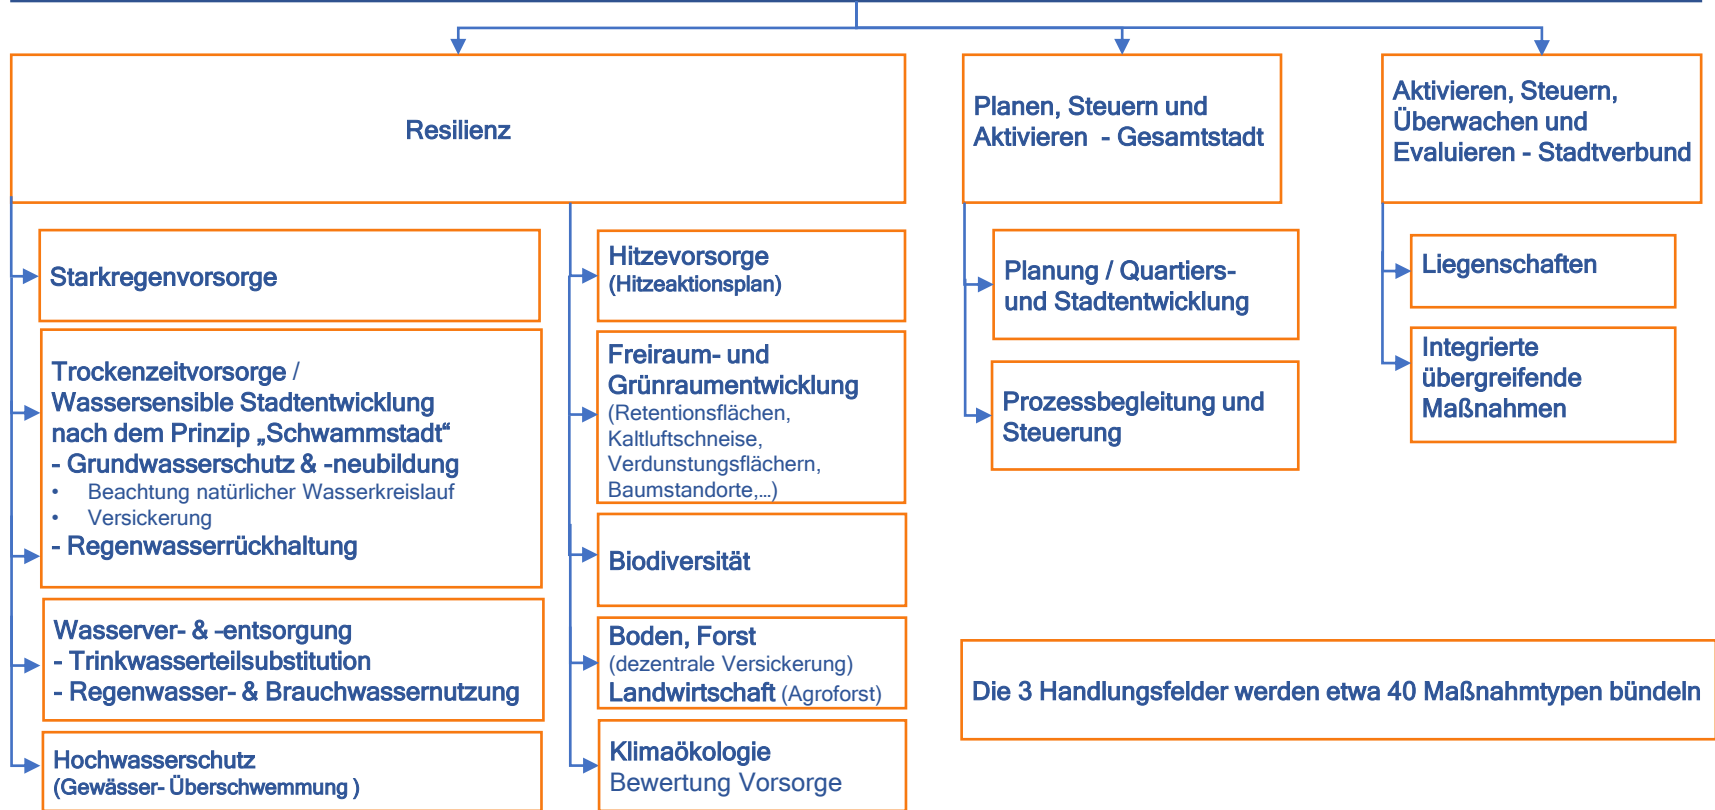 Resilienz
Starkregenvorsorge
Trockenzeitvorsorge /
Wassersensible Stadtentwicklung
nach dem Prinzip „Schwammstadt“
- Grundwasserschutz & -neubildung
• Beachtung natürlicher Wasserkreislauf
• Versickerung
- Regenwasserrückhaltung
Wasserver- & -entsorgung
- Trinkwasserteilsubstitution
- Regenwasser- & Brauchwassernutzung
Hochwasserschutz
(Gewässer- Überschwemmung )
Hitzevorsorge
(Hitzeaktionsplan)
Freiraum- und
Grünraumentwicklung
(Retentionsflächen,
Kaltluftschneise,
Verdunstungsflächern,
Baumstandorte,...)
Biodiversität
Boden, Forst
(dezentrale Versickerung)
Landwirtschaft (Agroforst)
Klimaökologie
Bewertung Vorsorge
Planen, Steuern und
Aktivieren - Gesamtstadt
Planung / Quartiers-
und Stadtentwicklung
Prozessbegleitung und
Steuerung
Aktivieren, Steuern,
Überwachen und
Evaluieren - Stadtverbund
Liegenschaften
Integrierte
übergreifende
Maßnahmen
Die 3 Handlungsfelder werden etwa 40 Maßnahmtypen bündeln